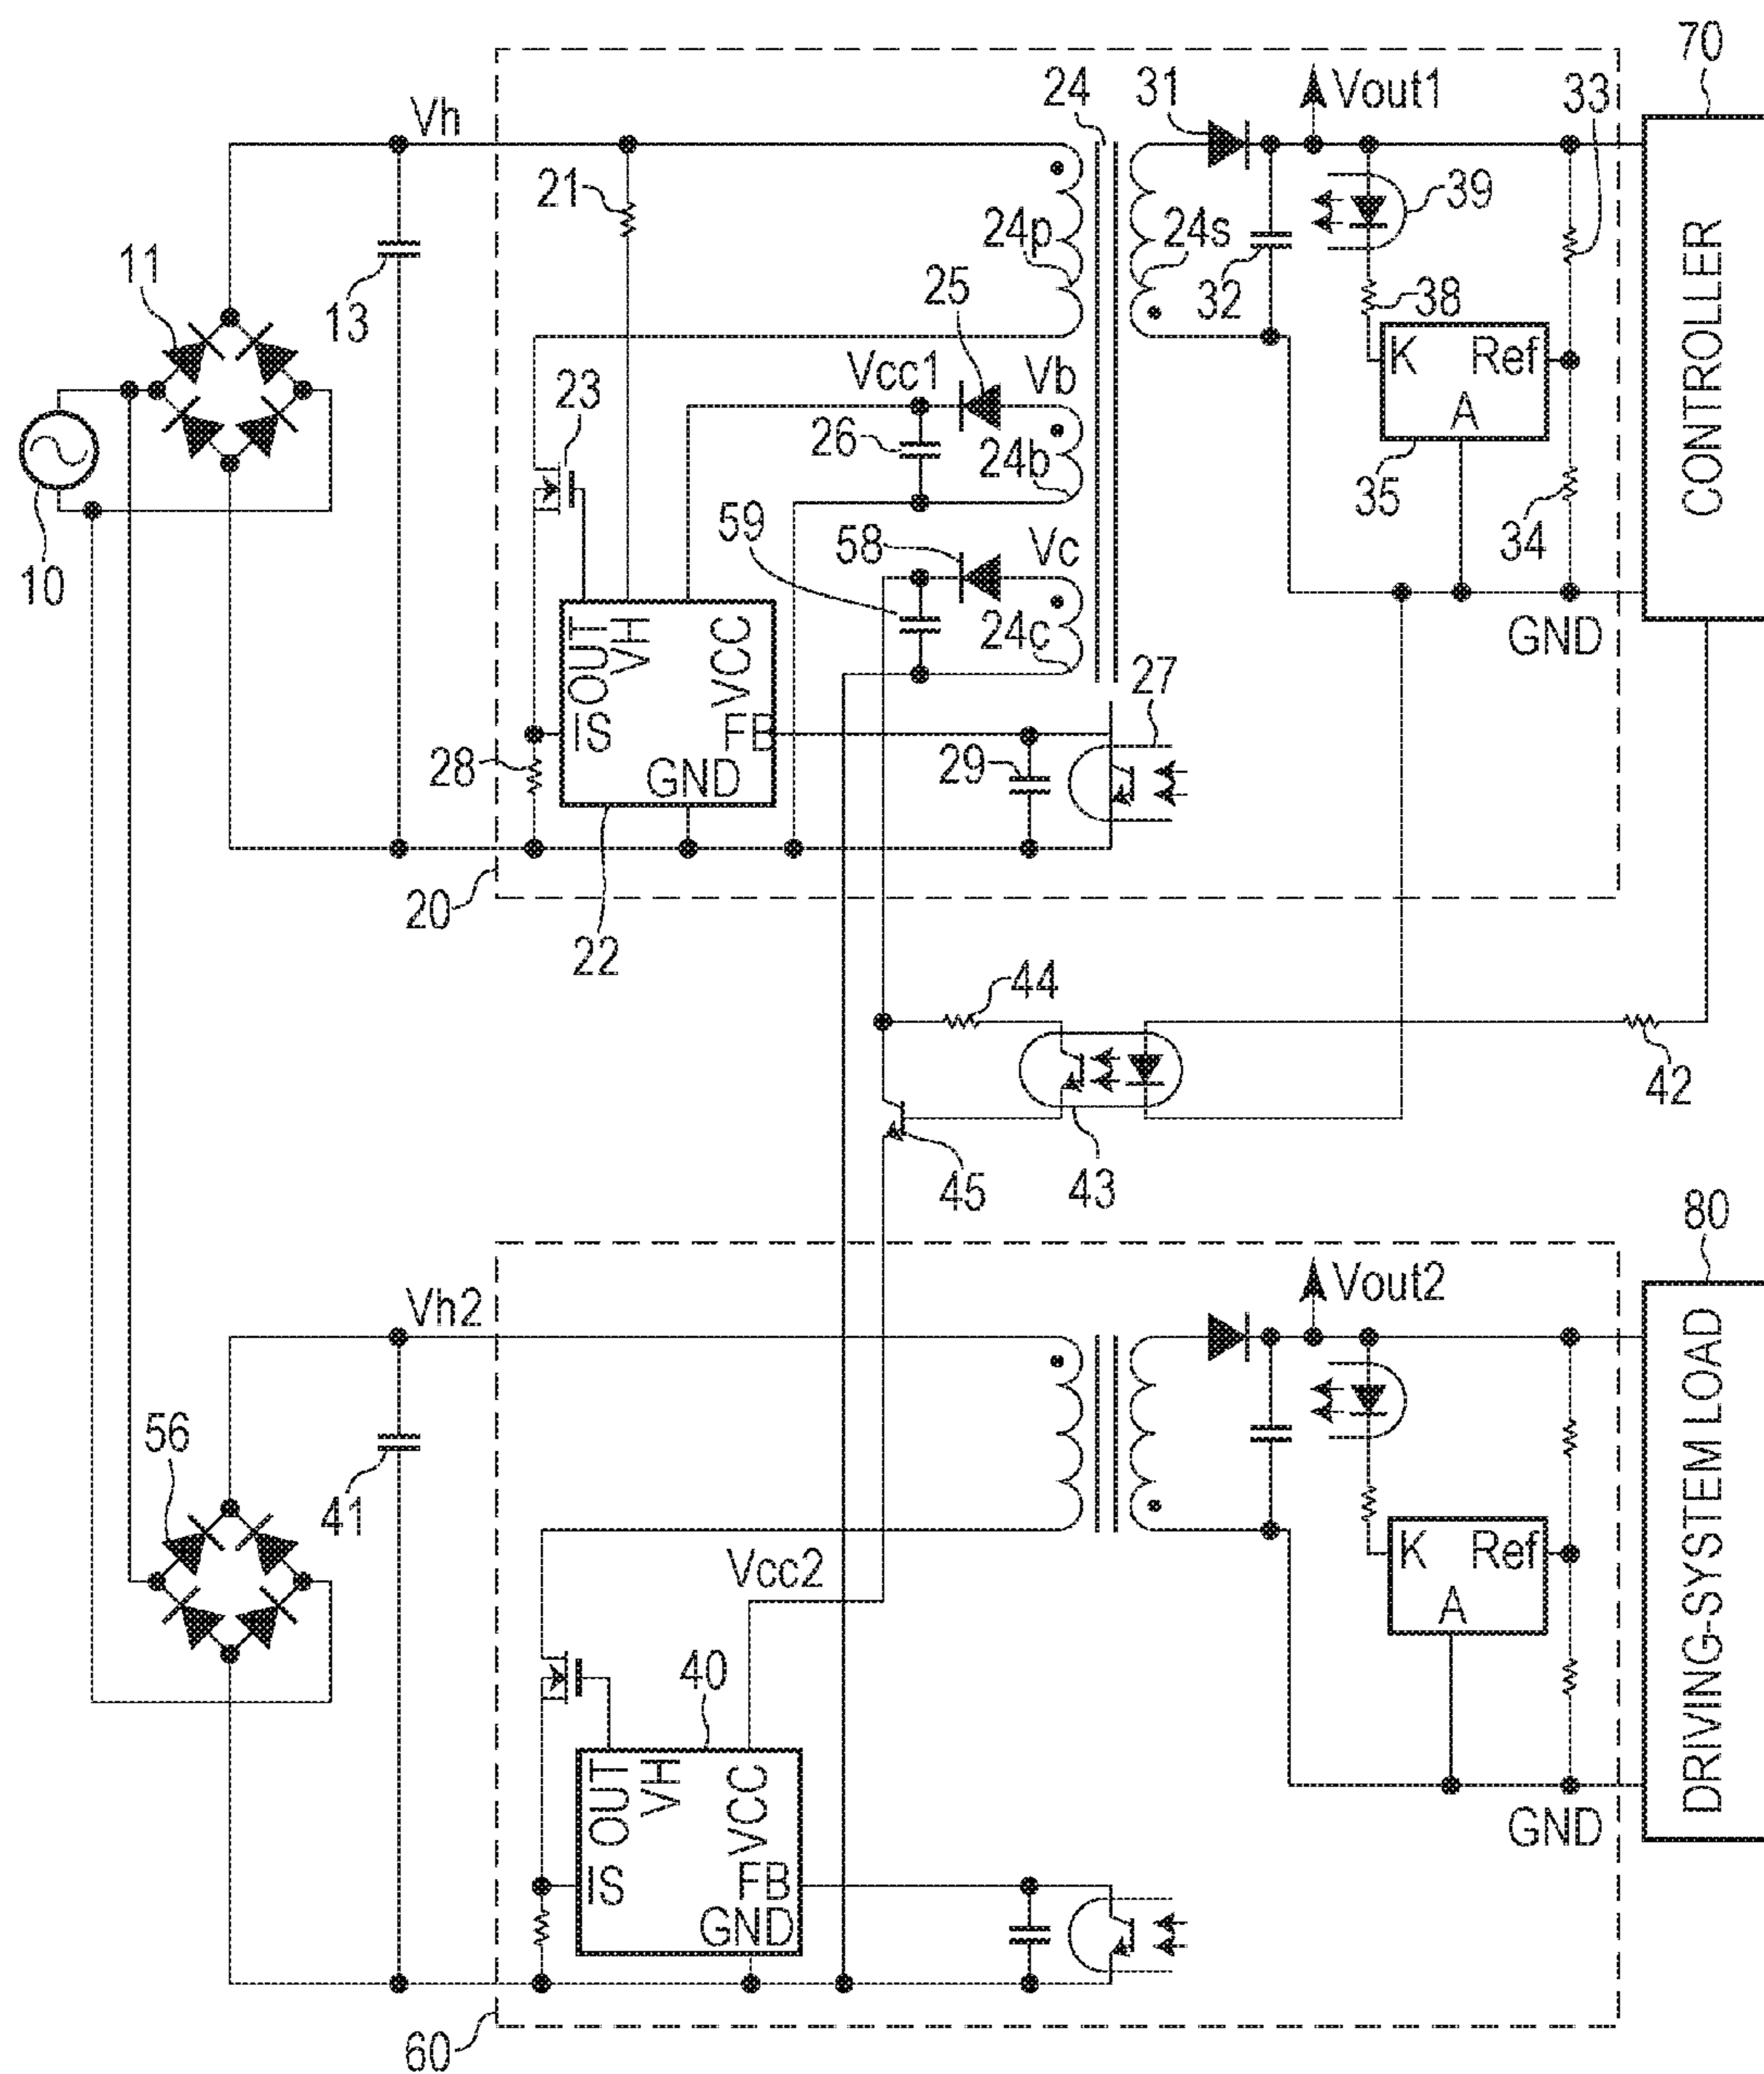 70
24
31
Vout1
33
Vh
21
39
24p
24s
11
25
32
38
13
K
Ref
CONTROLLER
Vcc1
Vb
A
23
26
24b
35
59
58
Vc
34
10
24c
GND
OUT
VH
VCC
27
IS
FB
28
GND
29
20
22
44
42
45
43
80
Vh2
Vout2
56
41
Vcc2
K
Ref
A
DRIVING-SYSTEM LOAD
40
OUT
VH
VCC
GND
IS
FB
GND
60